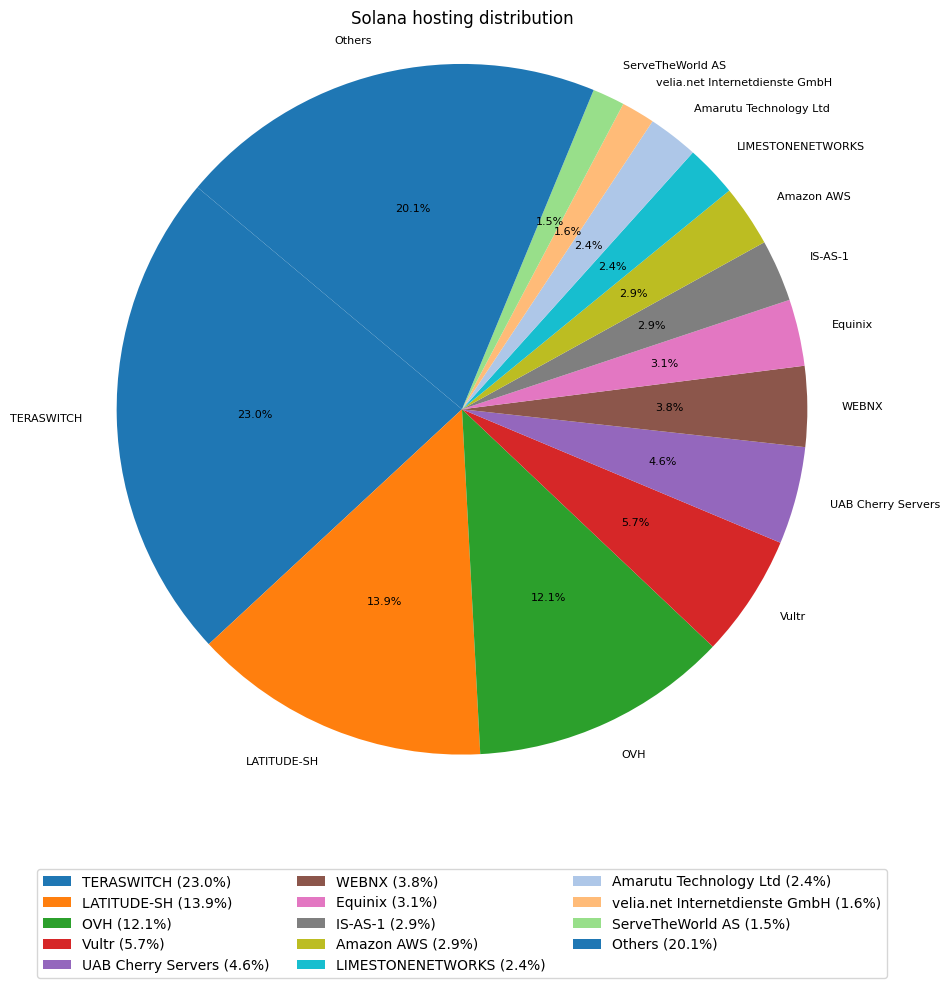 Solana hosting distribution
Others
ServeTheWorld AS
velia.net Internetdienste GmbH
Amarutu Technology Ltd
LIMESTONENETWORKS
Amazon AWS
IS-AS-1
Equinix
WEBNX
UAB Cherry Servers
Vultr
OVH
LATITUDE-SH
TERASWITCH
20.1%
1.5%
1.6%
2.4%
2.4%
2.9%
2.9%
3.1%
3.8%
4.6%
5.7%
12.1%
13.9%
23.0%
TERASWITCH (23.0%)
LATITUDE-SH (13.9%)
OVH (12.1%)
Vultr (5.7%)
UAB Cherry Servers (4.6%)
WEBNX (3.8%)
Equinix (3.1%)
IS-AS-1 (2.9%)
Amazon AWS (2.9%)
LIMESTONENETWORKS (2.4%)
Amarutu Technology Ltd (2.4%)
velia.net Internetdienste GmbH (1.6%)
ServeTheWorld AS (1.5%)
Others (20.1%)